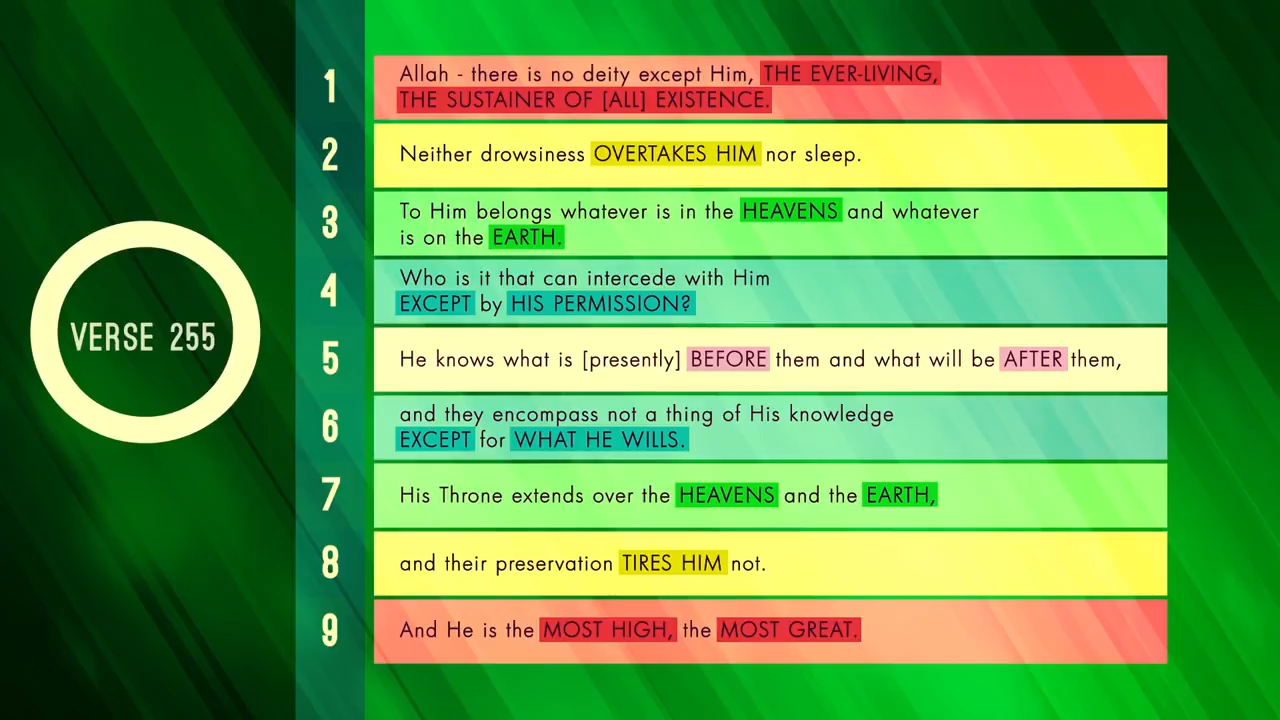 VERSE 255
1
Allah - there is no deity except Him, THE EVER-LIVING,
THE SUSTAINER OF [ALL] EXISTENCE.
2
Neither drowsiness OVERTAKES HIM nor sleep.
3
To Him belongs whatever is in the HEAVENS and whatever
is on the EARTH.
4
Who is it that can intercede with Him
EXCEPT by HIS PERMISSION?
5
He knows what is [presently] BEFORE them and what will be AFTER them,
6
and they encompass not a thing of His knowledge
EXCEPT for WHAT HE WILLS.
7
His Throne extends over the HEAVENS and the EARTH,
8
and their preservation TIRES HIM not.
9
And He is the MOST HIGH, the MOST GREAT.